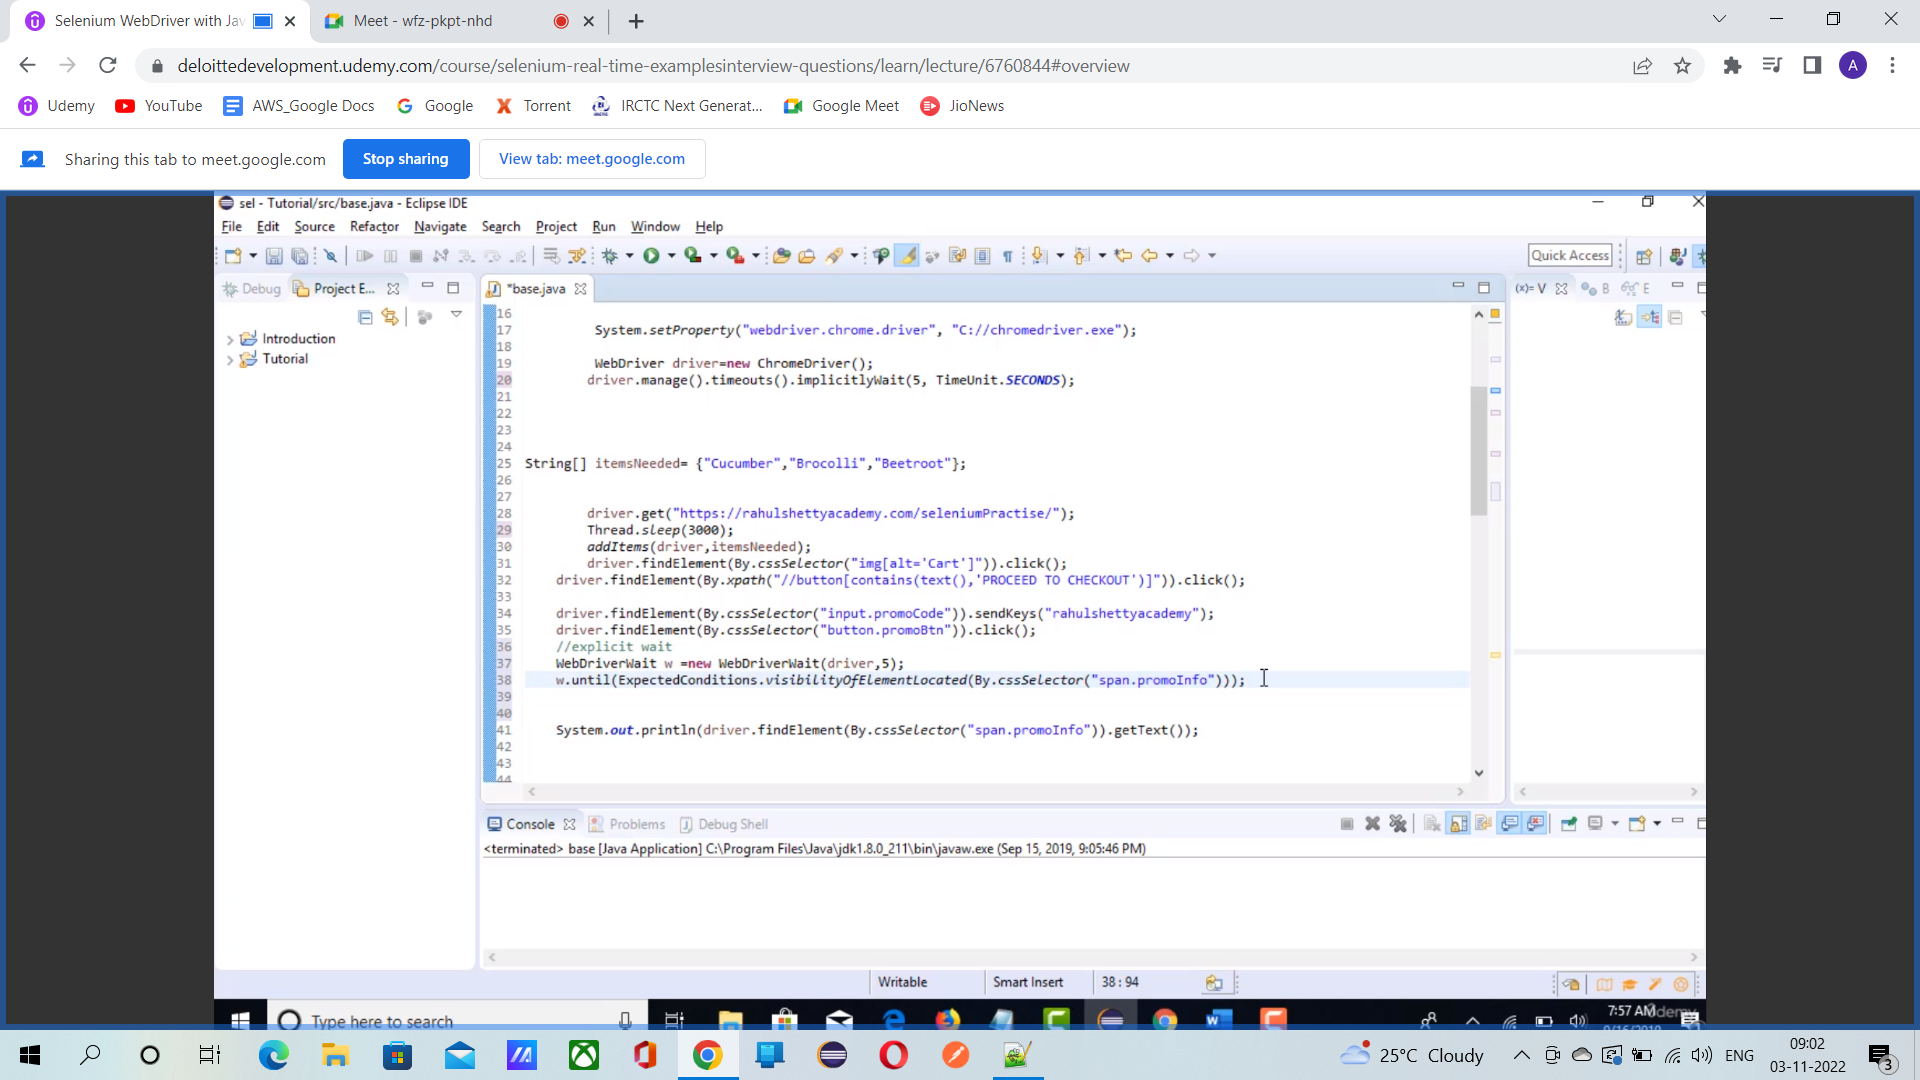 Selenium WebDriver with Jav
Meet - wfz-pkpt-nhd
deloittedevelopment.udemy.com/course/selenium-real-time-examplesinterview-questions/learn/lecture/6760844#overview
A
Udemy YouTube AWS_Google Docs Google Torrent IRCTC Next Generat... Google Meet JioNews
Sharing this tab to meet.google.com Stop sharing View tab: meet.google.com
sel - Tutorial/src/base.java - Eclipse IDE
File Edit Source Refactor Navigate Search Project Run Window Help
Quick Access
Debug Project E... *base.java (x)= V B E
Introduction
Tutorial
16
17 System.setProperty("webdriver.chrome.driver", "C://chromedriver.exe");
18
19 WebDriver driver=new ChromeDriver();
20 driver.manage().timeouts().implicitlyWait(5, TimeUnit.SECONDS);
21
22
23
24
25 String[] itemsNeeded= {"Cucumber","Brocolli","Beetroot"};
26
27
28 driver.get("https://rahulshettyacademy.com/seleniumPractise/");
29 Thread.sleep(3000);
30 addItems(driver,itemsNeeded);
31 driver.findElement(By.cssSelector("img[alt='Cart']")).click();
32 driver.findElement(By.xpath("//button[contains(text(),'PROCEED TO CHECKOUT')]")).click();
33
34 driver.findElement(By.cssSelector("input.promoCode")).sendKeys("rahulshettyacademy");
35 driver.findElement(By.cssSelector("button.promoBtn")).click();
36 //explicit wait
37 WebDriverWait w =new WebDriverWait(driver,5);
38 w.until(ExpectedConditions.visibilityOfElementLocated(By.cssSelector("span.promoInfo")));
39
40
41 System.out.println(driver.findElement(By.cssSelector("span.promoInfo")).getText());
42
43
44
Console Problems Debug Shell
<terminated> base [Java Application] C:\Program Files\Java\jdk1.8.0_211\bin\javaw.exe (Sep 15, 2019, 9:05:46 PM)
Writable Smart Insert 38 : 94
Type here to search
7:57 AM
25°C Cloudy
ENG
09:02
03-11-2022
3